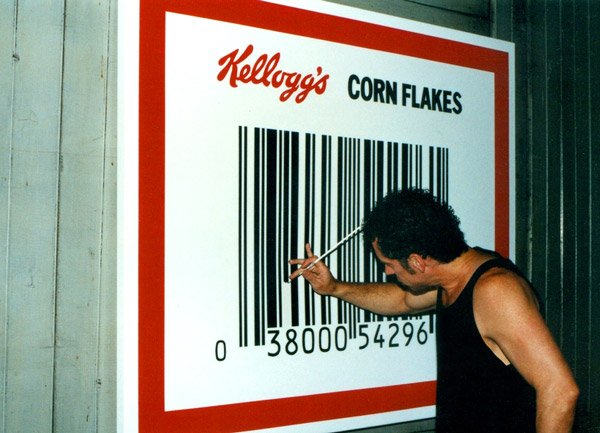 Kellogg's CORN FLAKES
0 38000 54296